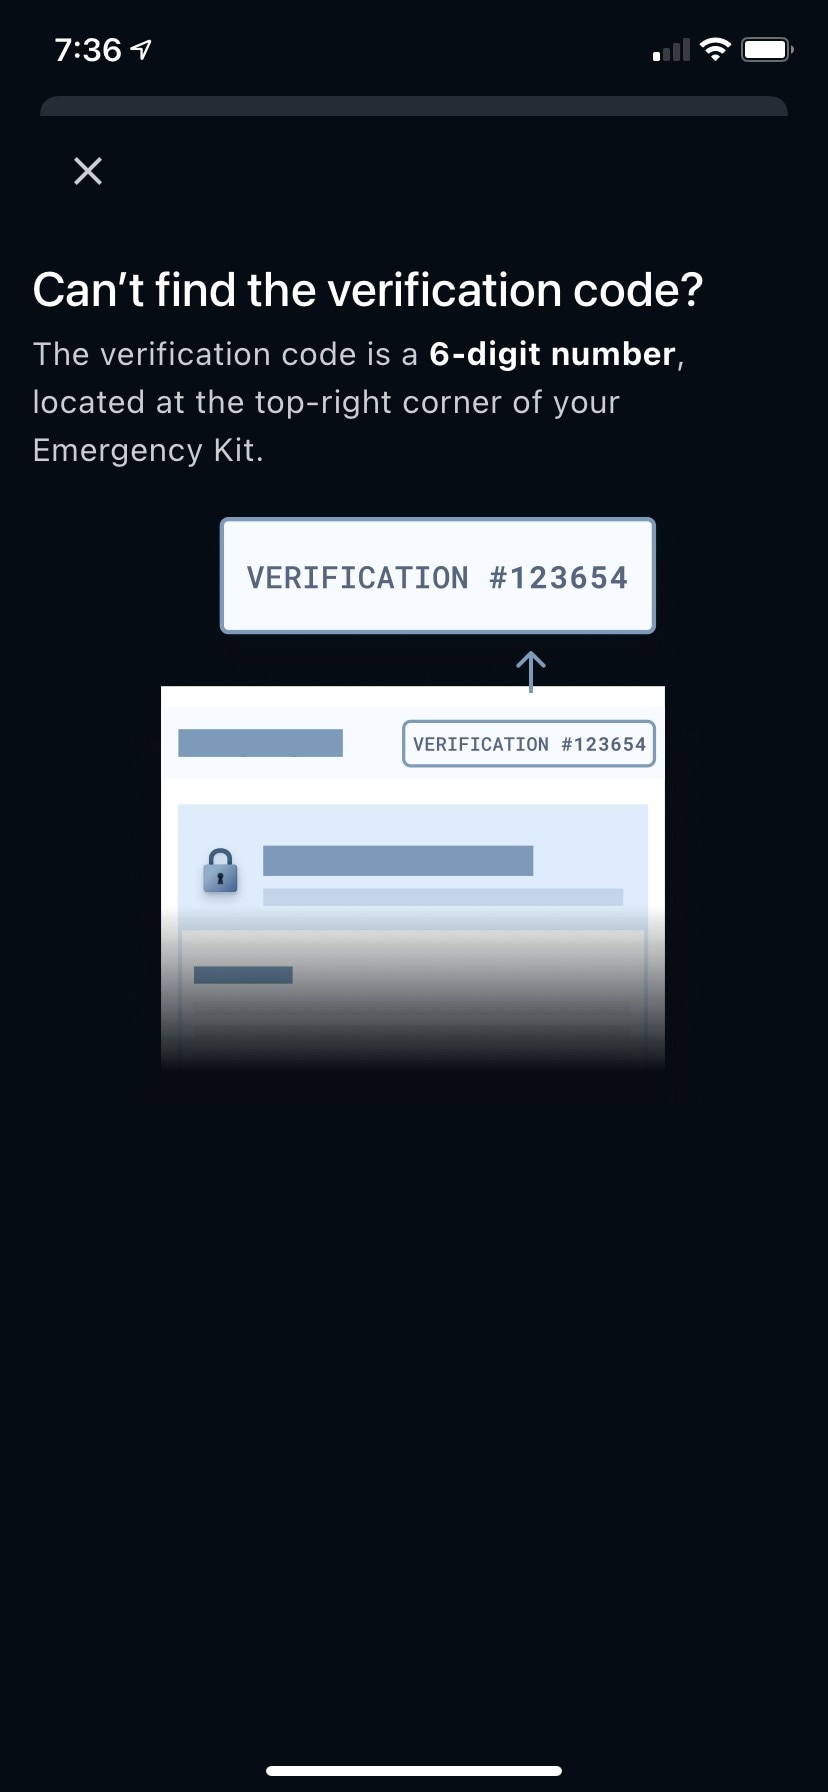 7:36
Can’t find the verification code?
The verification code is a 6-digit number,
located at the top-right corner of your
Emergency Kit.
VERIFICATION #123654
VERIFICATION #123654